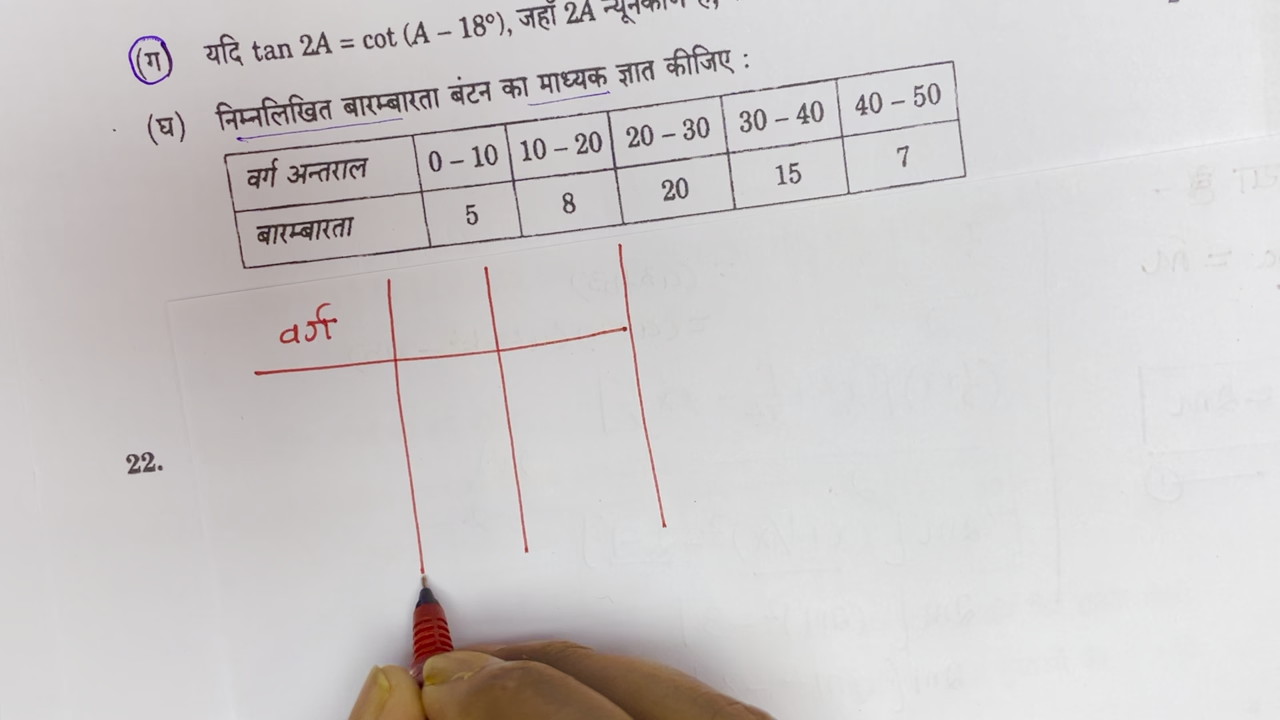 (ग) यदि tan 2A = cot (A – 18°), जहाँ 2A
(घ) निम्नलिखित बारम्बारता बंटन का माध्यक ज्ञात कीजिए :
वर्ग अन्तराल 0 – 10 10 – 20 20 – 30 30 – 40 40 – 50
बारम्बारता 5 8 20 15 7
वर्ग
22.